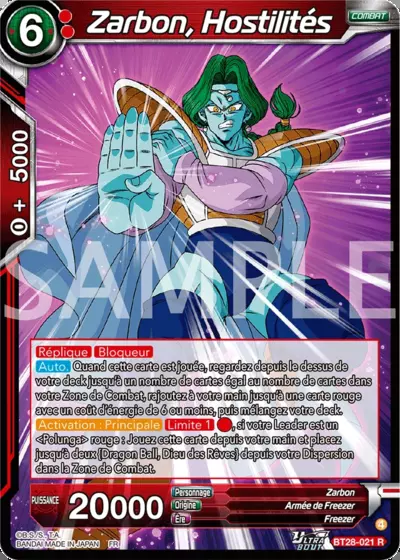 6
Zarbon, Hostilités
COMBAT
0 + 5000
SAMPLE
Réplique Bloqueur
Auto. Quand cette carte est jouée, regardez depuis le dessus de
votre deck jusqu'à un nombre de cartes égal au nombre de cartes dans
votre Zone de Combat, rajoutez à votre main jusqu'à une carte rouge
avec un coût d'énergie de 6 ou moins, puis mélangez votre deck.
Activation : Principale Limite 1 , si votre Leader est un
<Polunga> rouge : Jouez cette carte depuis votre main et placez
jusqu'à deux {Dragon Ball, Dieu des Rêves} depuis votre Dispersion
dans la Zone de Combat.
PUISSANCE
20000
Personnage Zarbon
Origine Armée de Freezer
Ère Freezer
4
ULTRA BOUT
©B.S./S., T.A.
BANDAI MADE IN JAPAN FR
BT28-021 R